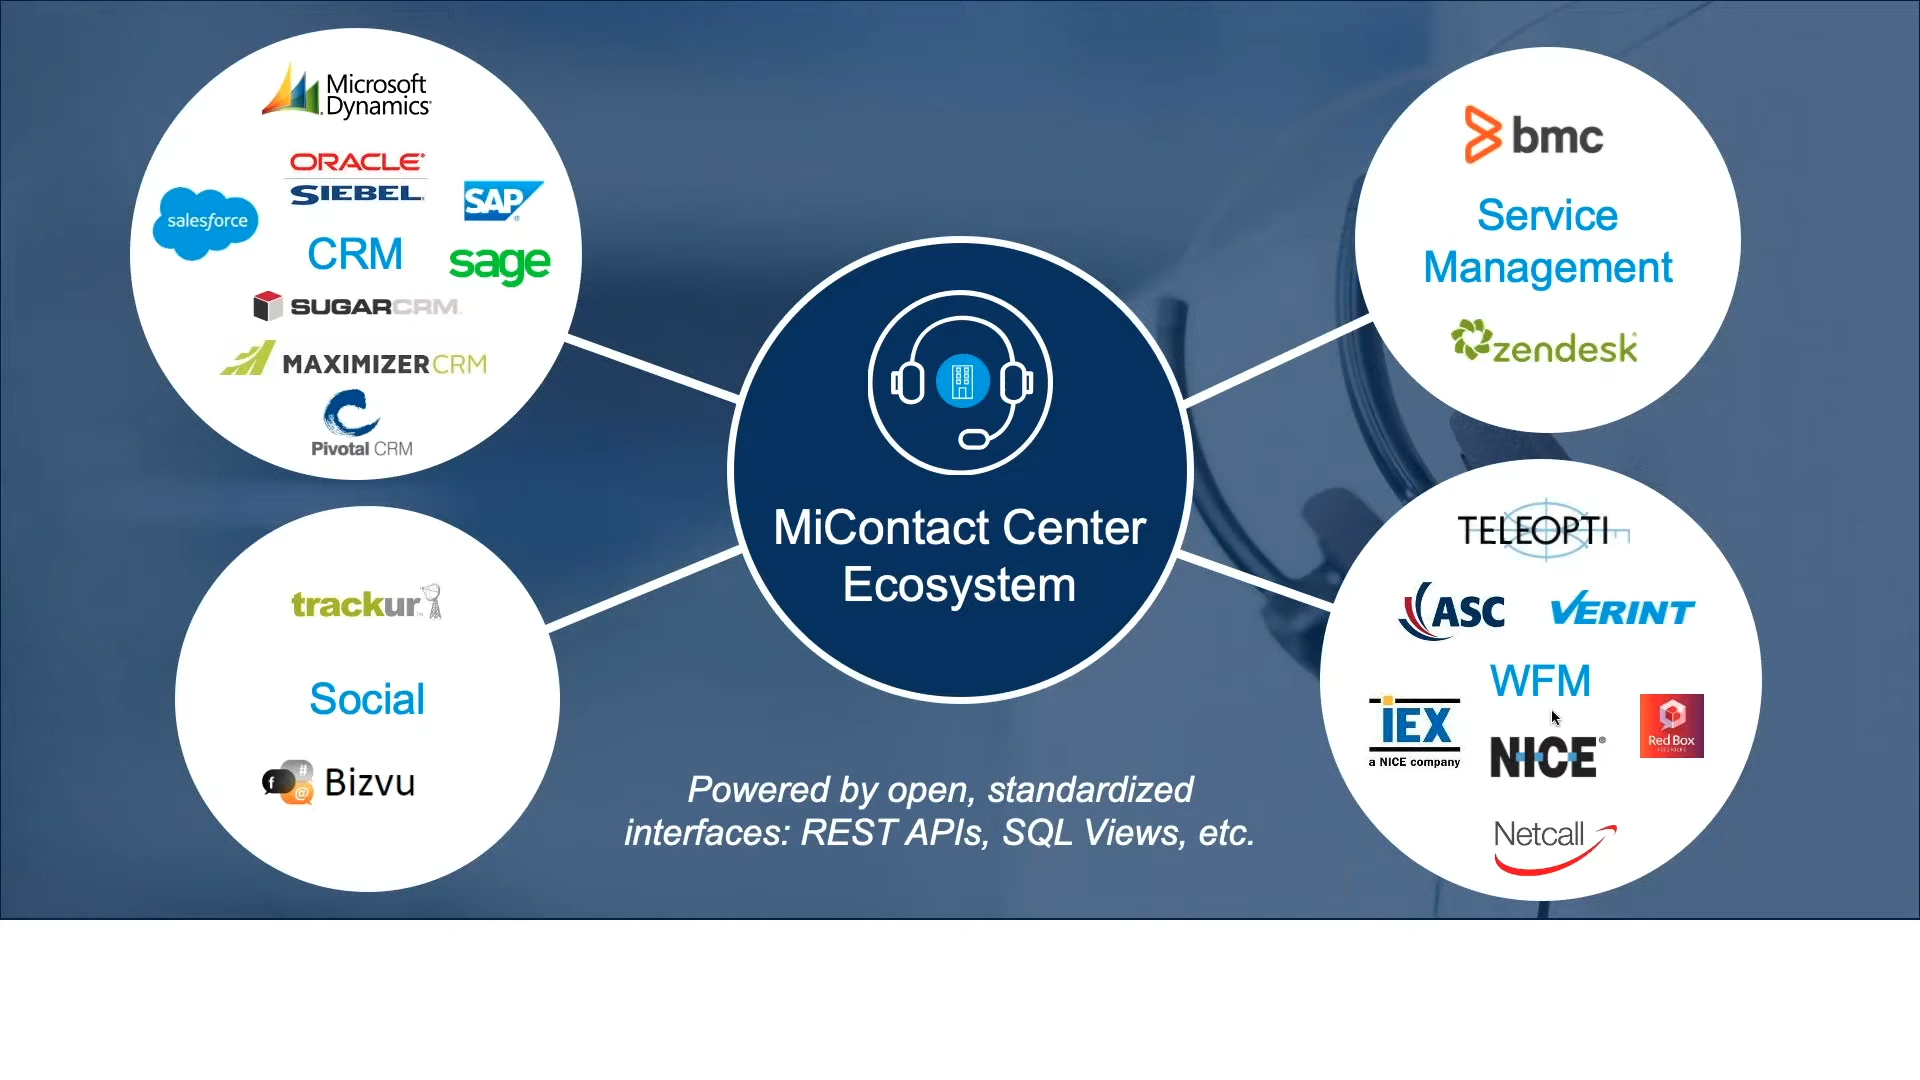 Microsoft
Dynamics
ORACLE
SIEBEL
salesforce
SAP
CRM
sage
SUGARCRM
MAXIMIZER CRM
Pivotal CRM
bmc
Service
Management
zendesk
MiContact Center
Ecosystem
trackur
Social
Bizvu
TELEOPTI
ASC
VERINT
WFM
IEX
a NICE company
NICE
Red Box
Netcall
Powered by open, standardized
interfaces: REST APIs, SQL Views, etc.